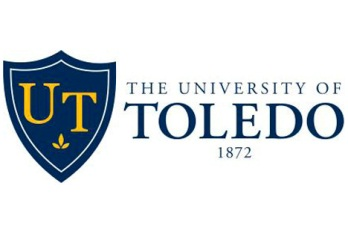 UT
THE UNIVERSITY OF
TOLEDO
1872